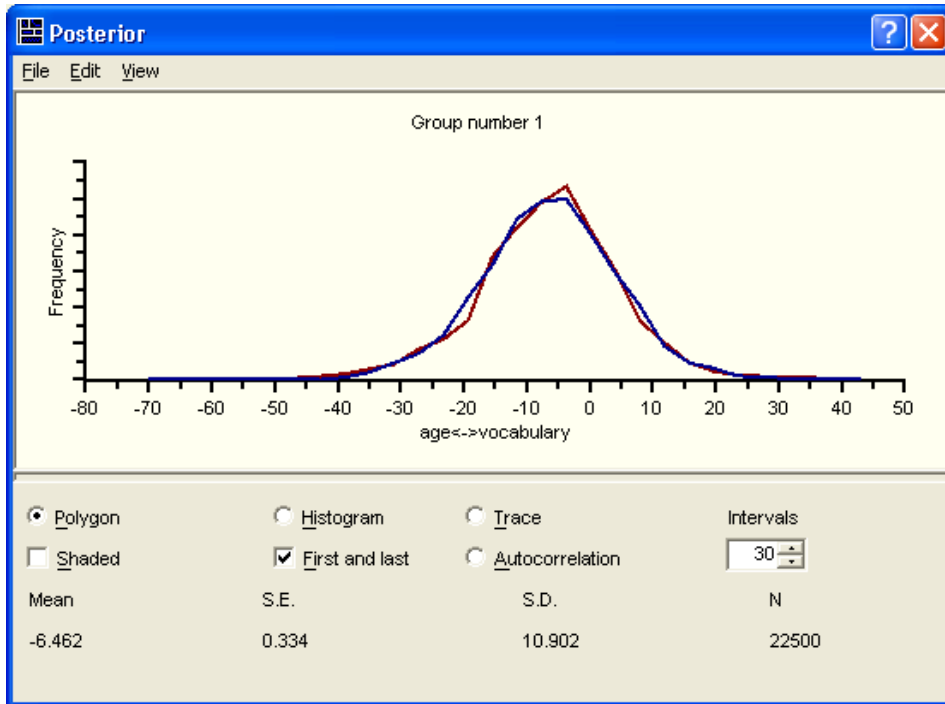 Posterior
File Edit View
Group number 1
Frequency
-80 -70 -60 -50 -40 -30 -20 -10 0 10 20 30 40 50
age<->vocabulary
Polygon Histogram Trace Intervals
Shaded First and last Autocorrelation 30
Mean S.E. S.D. N
-6.462 0.334 10.902 22500